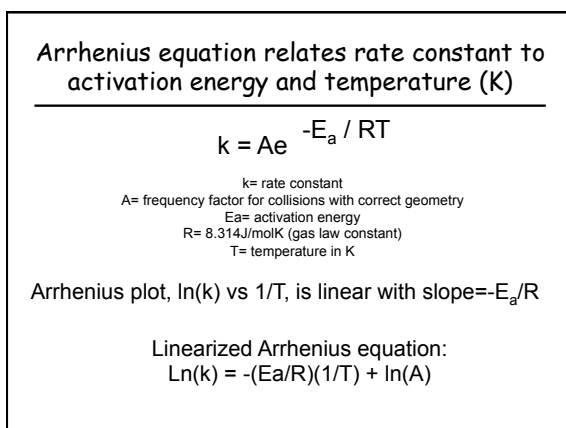 Arrhenius equation relates rate constant to
activation energy and temperature (K)
k = Ae -Ea / RT
k= rate constant
A= frequency factor for collisions with correct geometry
Ea= activation energy
R= 8.314J/molK (gas law constant)
T= temperature in K
Arrhenius plot, ln(k) vs 1/T, is linear with slope=-Ea/R
Linearized Arrhenius equation:
Ln(k) = -(Ea/R)(1/T) + ln(A)